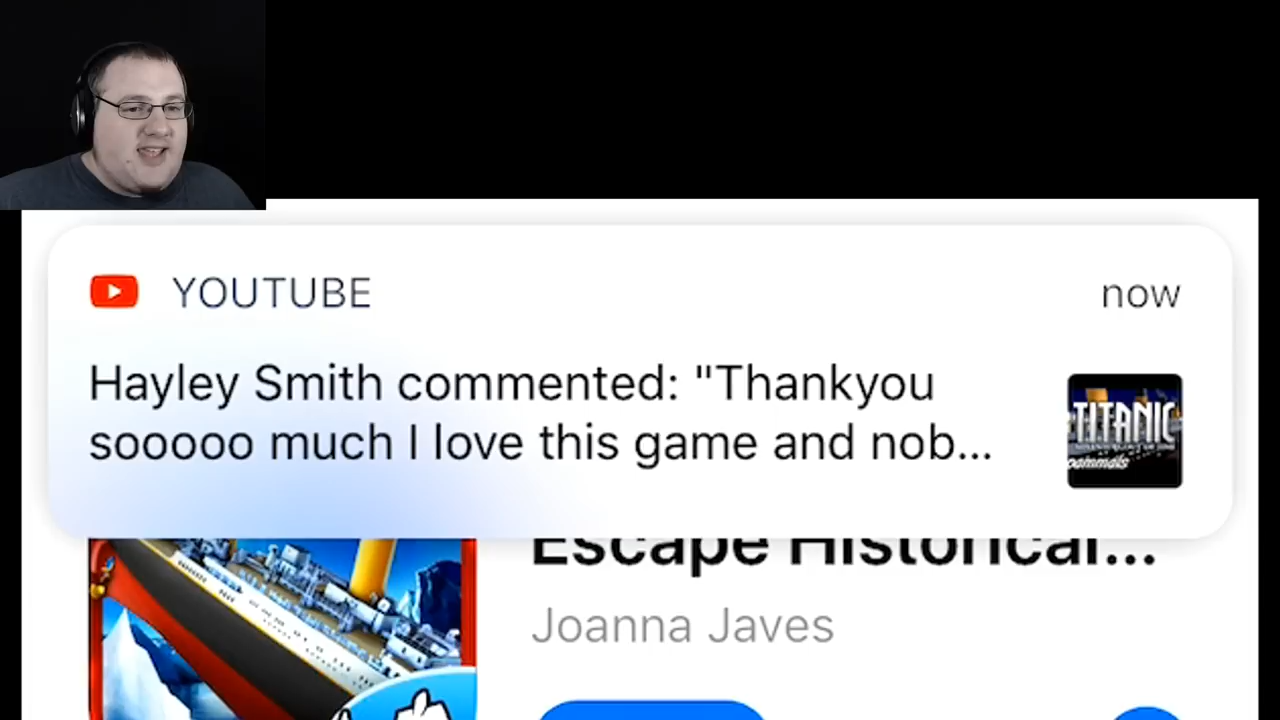 YOUTUBE
now
Hayley Smith commented: "Thankyou
sooooo much I love this game and nob...
TITANIC
Escape Historical...
Joanna Javes